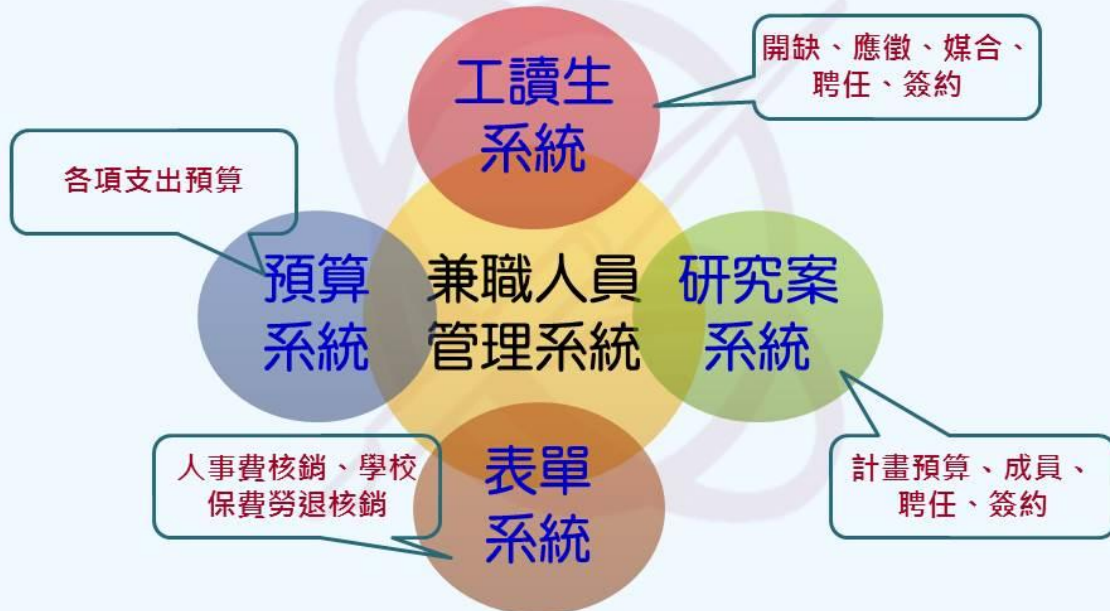 工讀生
系統
開缺、應徵、媒合、
聘任、簽約
各項支出預算
預算
系統
兼職人員
管理系統
研究案
系統
人事費核銷、學校
保費勞退核銷
表單
系統
計畫預算、成員、
聘任、簽約